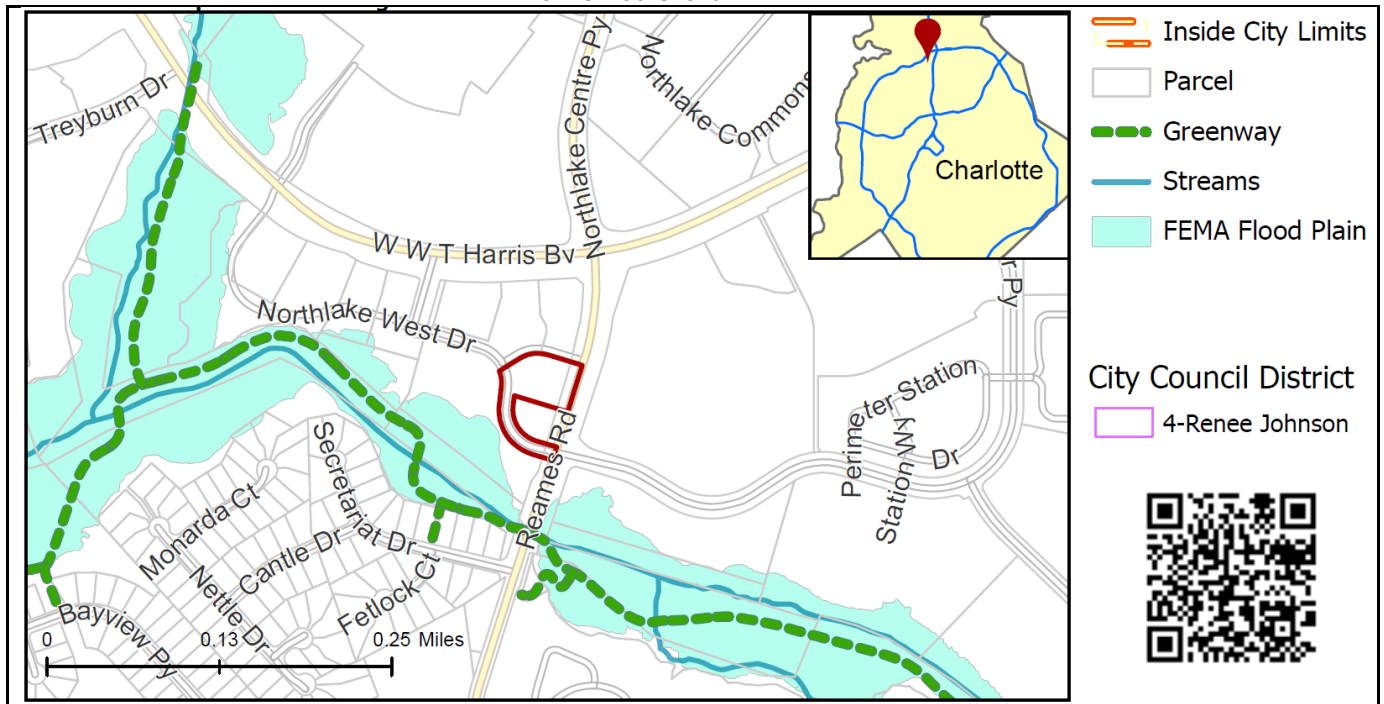 Treyburn Dr
Northlake Centre Py
Northlake Commons
Charlotte
W W T Harris Bv
Northlake West Dr
Perimeter Station
Dr
Perimeter
Station Wy
Reames Rd
Secretariat Dr
Monarda Ct
Cantle Dr
Nettle Dr
Fetlock Ct
Bayview Py
r Py
0
0.13
0.25 Miles
Inside City Limits
Parcel
Greenway
Streams
FEMA Flood Plain
City Council District
4-Renee Johnson